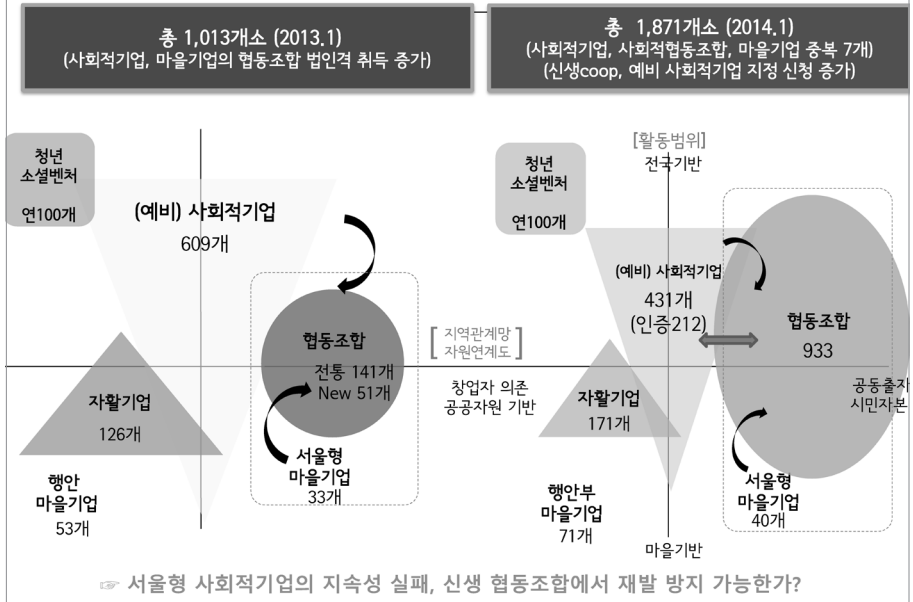 총 1,013개소 (2013.1)
(사회적기업, 마을기업의 협동조합 법인격 취득 증가)
총 1,871개소 (2014.1)
(사회적기업, 사회적협동조합, 마을기업 중복 7개)
(신생coop, 예비 사회적기업 지정 신청 증가)
청년
소셜벤처
연100개
(예비) 사회적기업
609개
협동조합
전통 141개
New 51개
자활기업
126개
행안
마을기업
53개
서울형
마을기업
33개
[ 지역관계망
자원연계도 ]
창업자 의존
공공자원 기반
청년
소셜벤처
연100개
[활동범위]
전국기반
(예비) 사회적기업
431개
(인증212)
협동조합
933
공동출자
시민자본
자활기업
171개
행안부
마을기업
71개
서울형
마을기업
40개
마을기반
☞ 서울형 사회적기업의 지속성 실패, 신생 협동조합에서 재발 방지 가능한가?